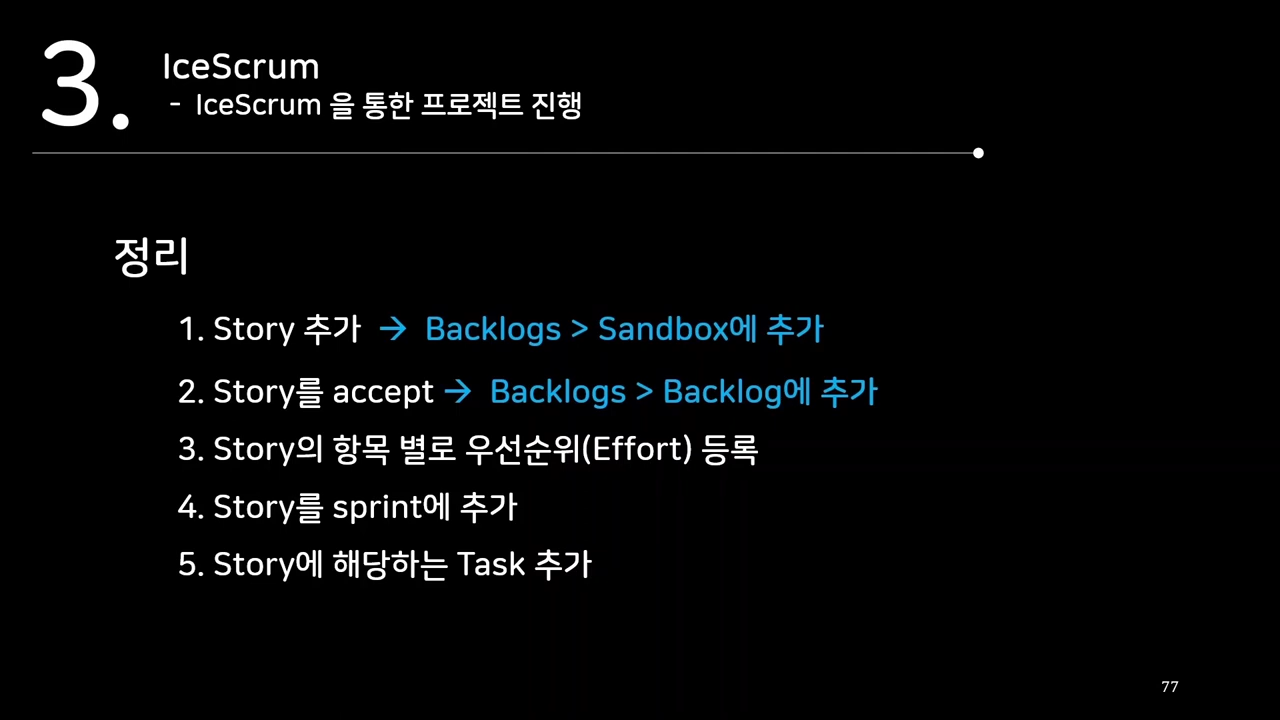 3.
IceScrum
- IceScrum 을 통한 프로젝트 진행
정리
1. Story 추가 → Backlogs > Sandbox에 추가
2. Story를 accept → Backlogs > Backlog에 추가
3. Story의 항목 별로 우선순위(Effort) 등록
4. Story를 sprint에 추가
5. Story에 해당하는 Task 추가
77